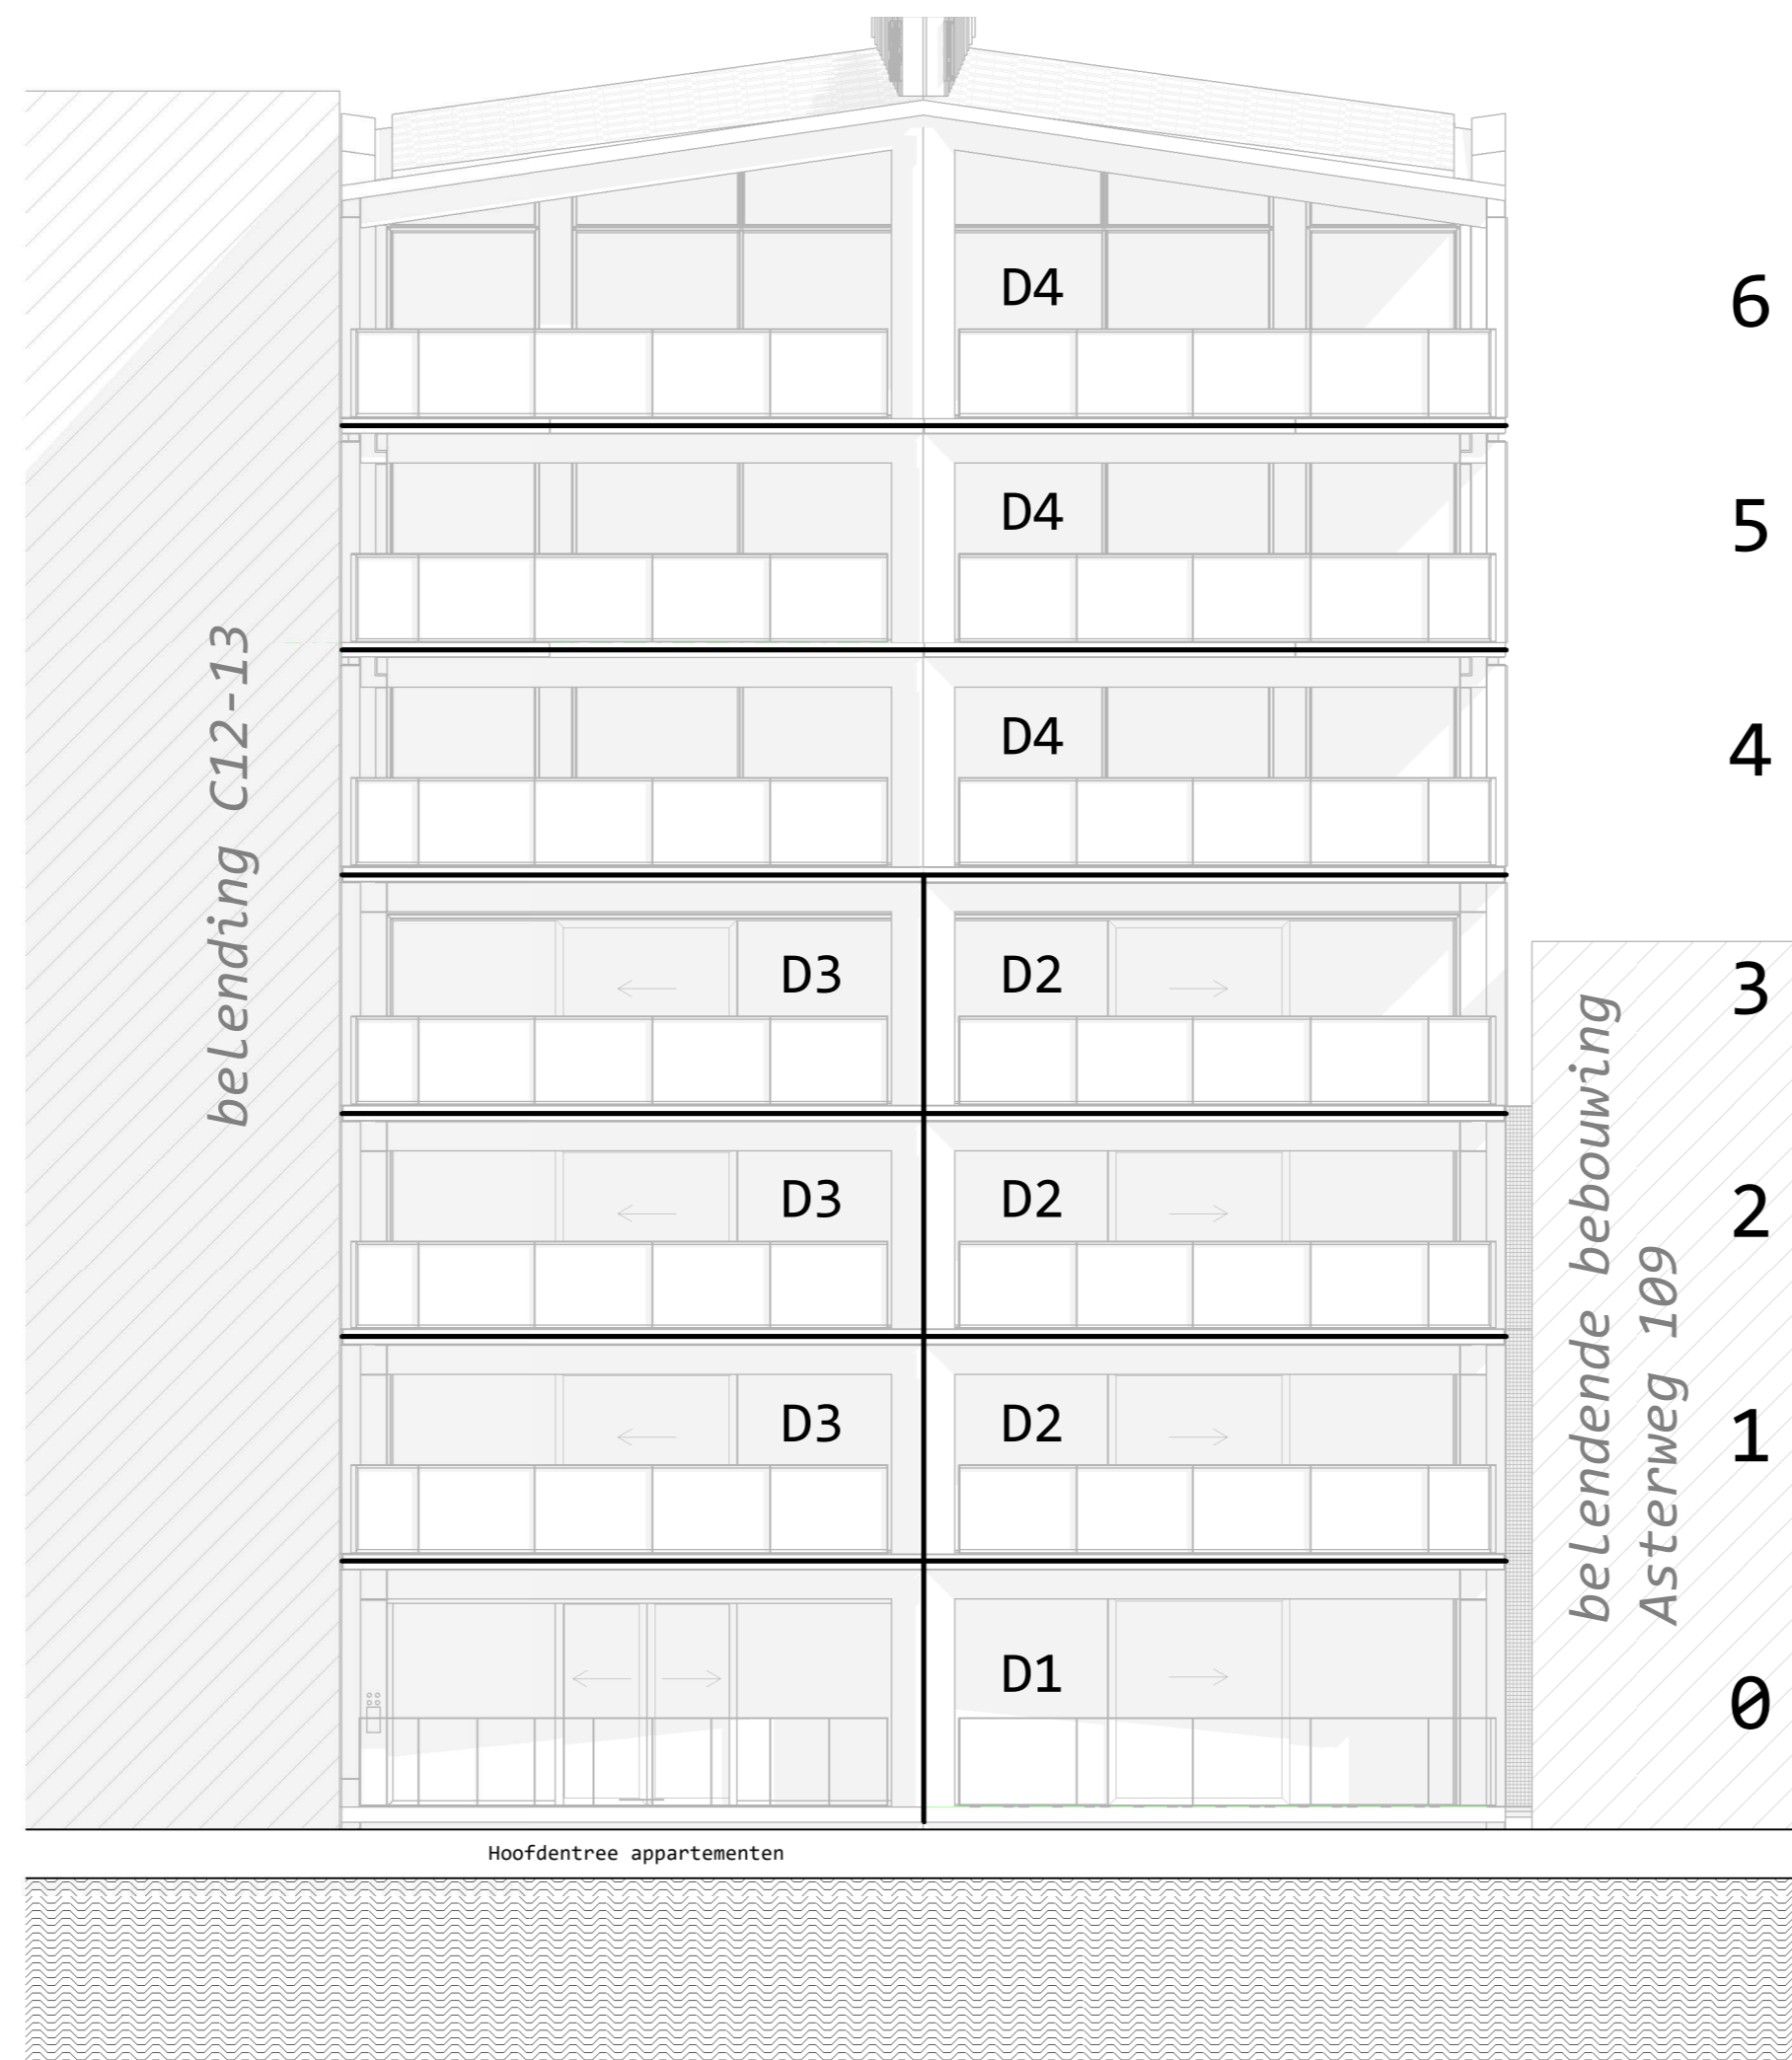 D4
6
D4
5
belending C12-13
D4
4
D3 D2
3
D3 D2
2
belendende bebouwing
Asterweg 109
D3 D2
1
D1
0
Hoofdentree appartementen